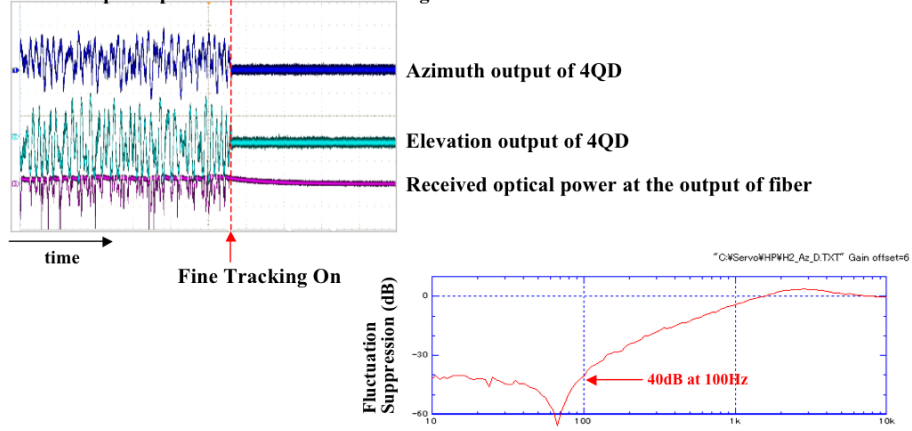 Azimuth output of 4QD
Elevation output of 4QD
Received optical power at the output of fiber
time
Fine Tracking On
"C:¥Servo¥HP¥H2_Az_D.TXT" Gain offset=6
Fluctuation
Suppression (dB)
0
-30
-60
40dB at 100Hz
10
100
1k
10k